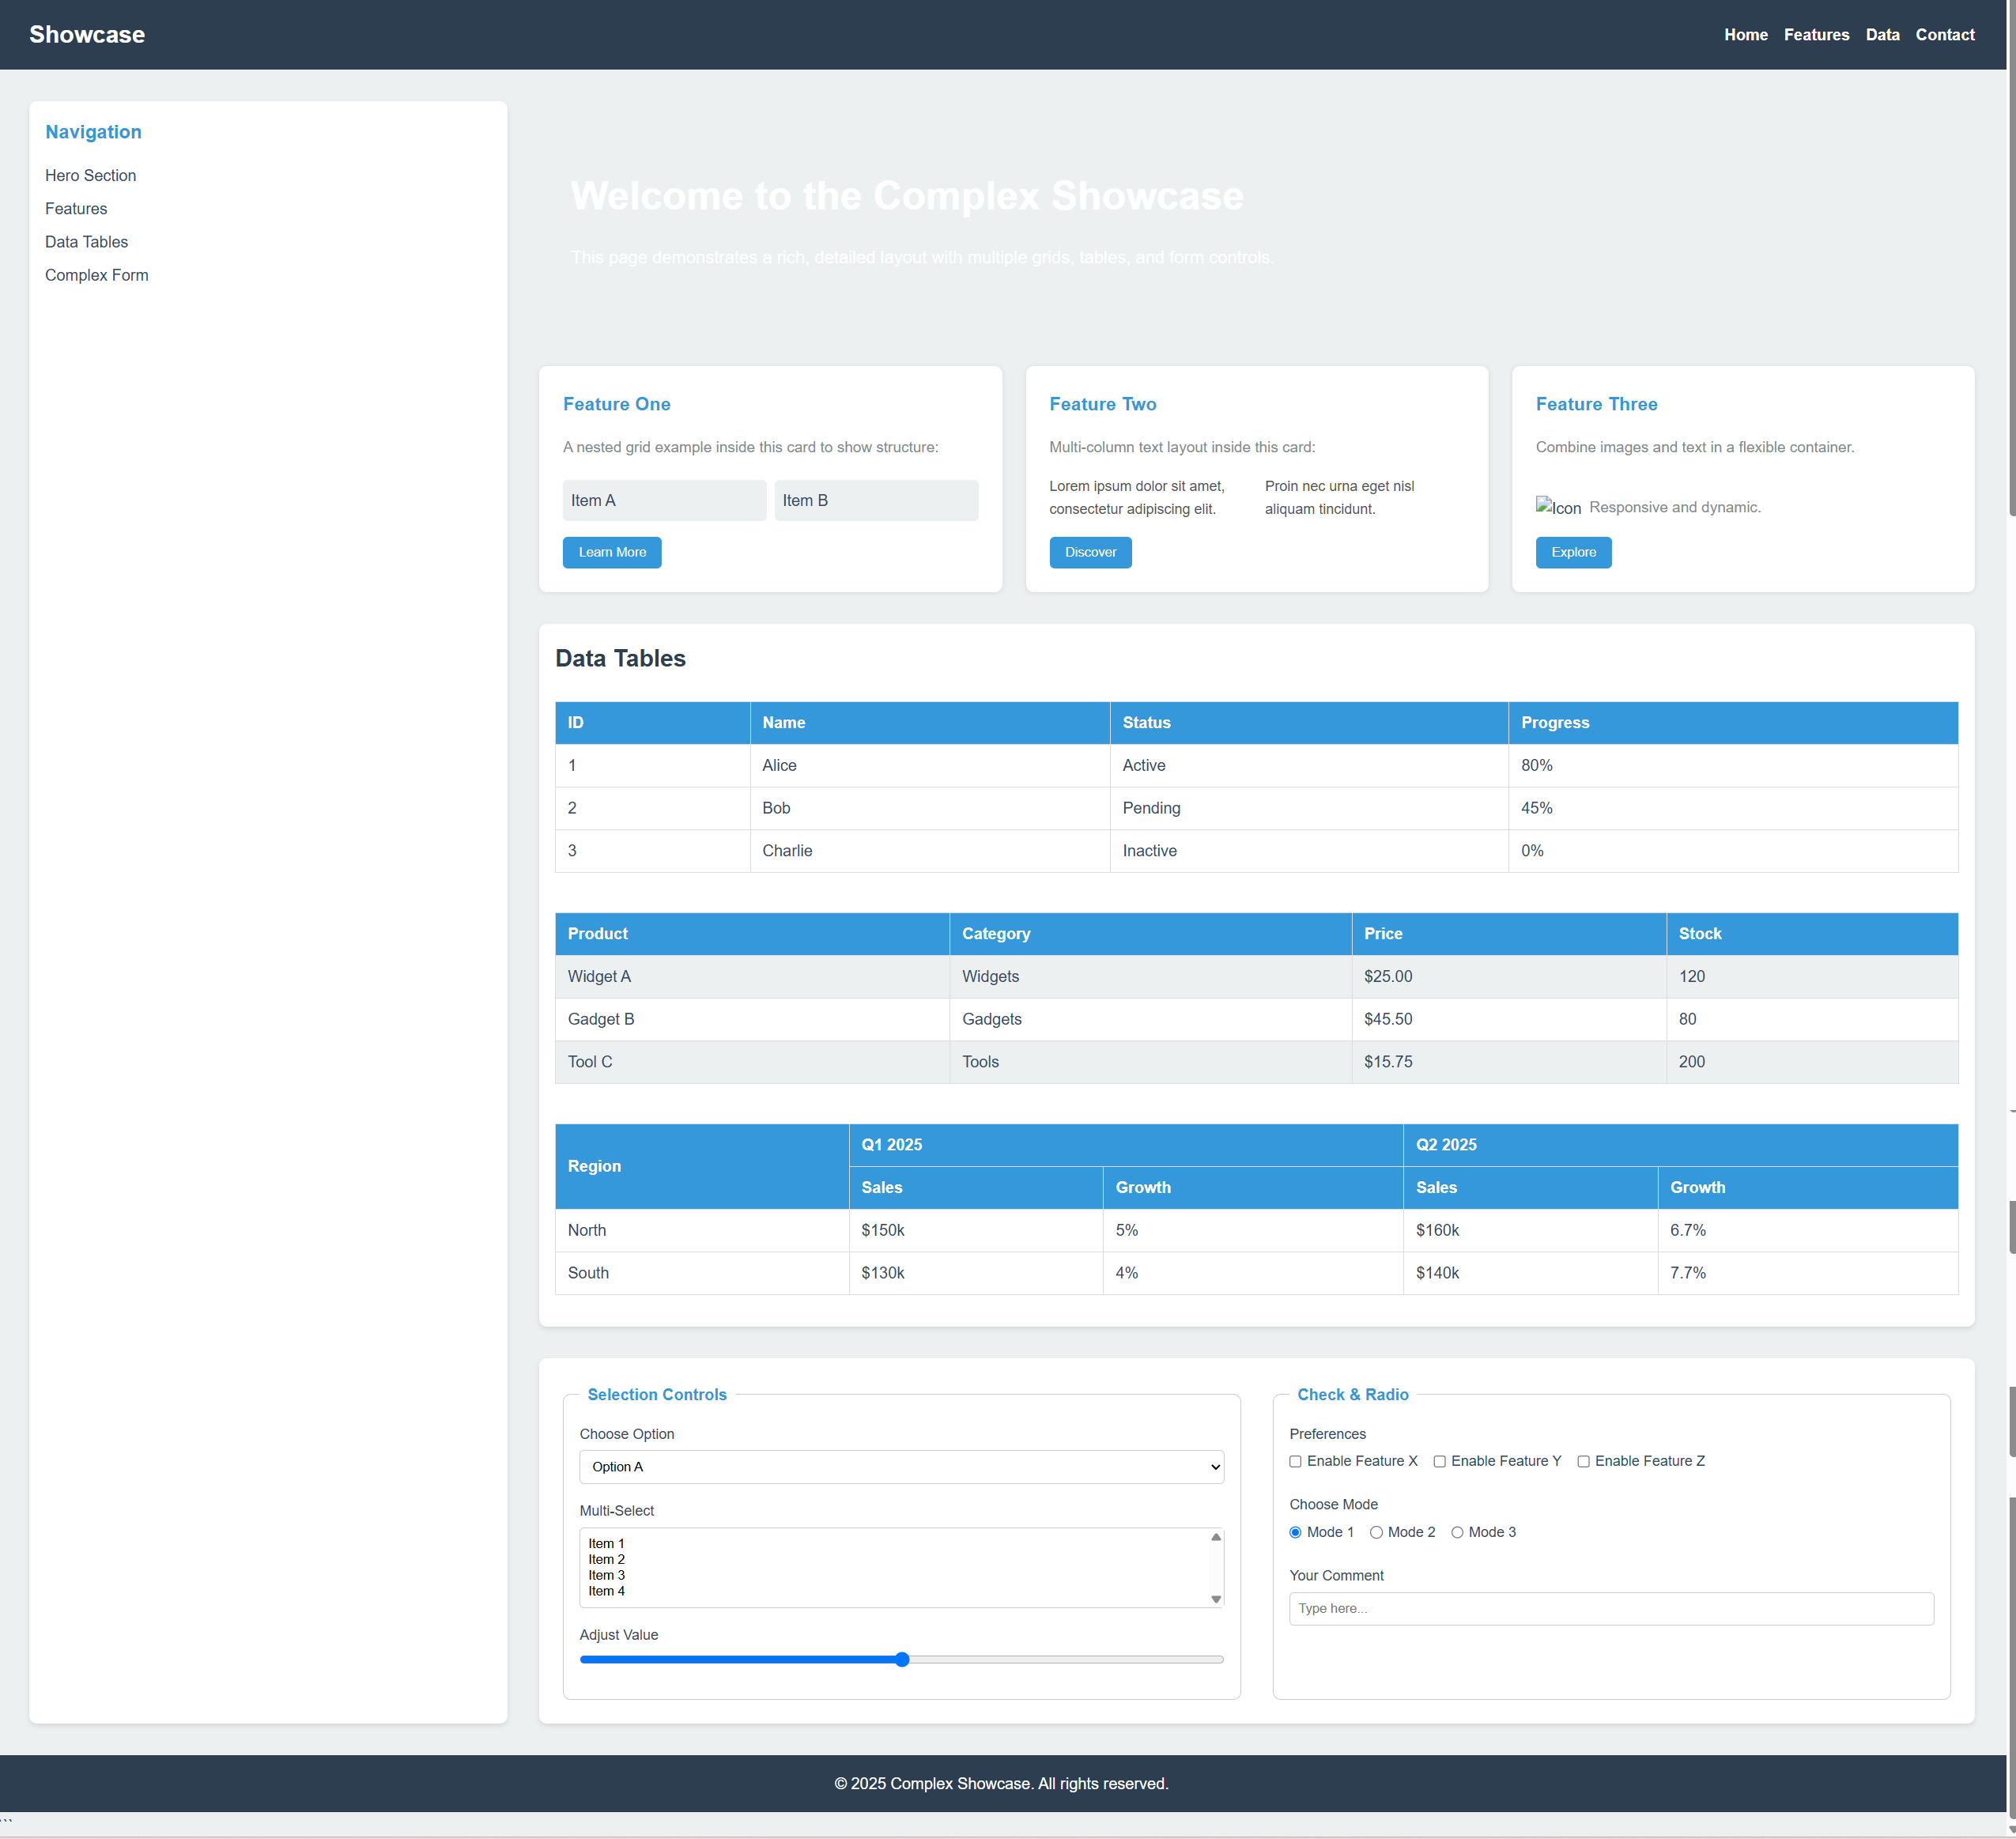 Showcase
Home Features Data Contact
Navigation
Hero Section
Features
Data Tables
Complex Form
Welcome to the Complex Showcase
This page demonstrates a rich, detailed layout with multiple grids, tables, and form controls.
Feature One
A nested grid example inside this card to show structure:
Item A Item B
Learn More
Feature Two
Multi-column text layout inside this card:
Lorem ipsum dolor sit amet,
consectetur adipiscing elit.
Proin nec urna eget nisl
aliquam tincidunt.
Discover
Feature Three
Combine images and text in a flexible container.
Icon Responsive and dynamic.
Explore
Data Tables
ID Name Status Progress
1 Alice Active 80%
2 Bob Pending 45%
3 Charlie Inactive 0%
Product Category Price Stock
Widget A Widgets $25.00 120
Gadget B Gadgets $45.50 80
Tool C Tools $15.75 200
Region Q1 2025 Q2 2025
Sales Growth Sales Growth
North $150k 5% $160k 6.7%
South $130k 4% $140k 7.7%
Selection Controls
Choose Option
Option A
Multi-Select
Item 1
Item 2
Item 3
Item 4
Adjust Value
Check & Radio
Preferences
Enable Feature X Enable Feature Y Enable Feature Z
Choose Mode
Mode 1 Mode 2 Mode 3
Your Comment
Type here...
© 2025 Complex Showcase. All rights reserved.
```